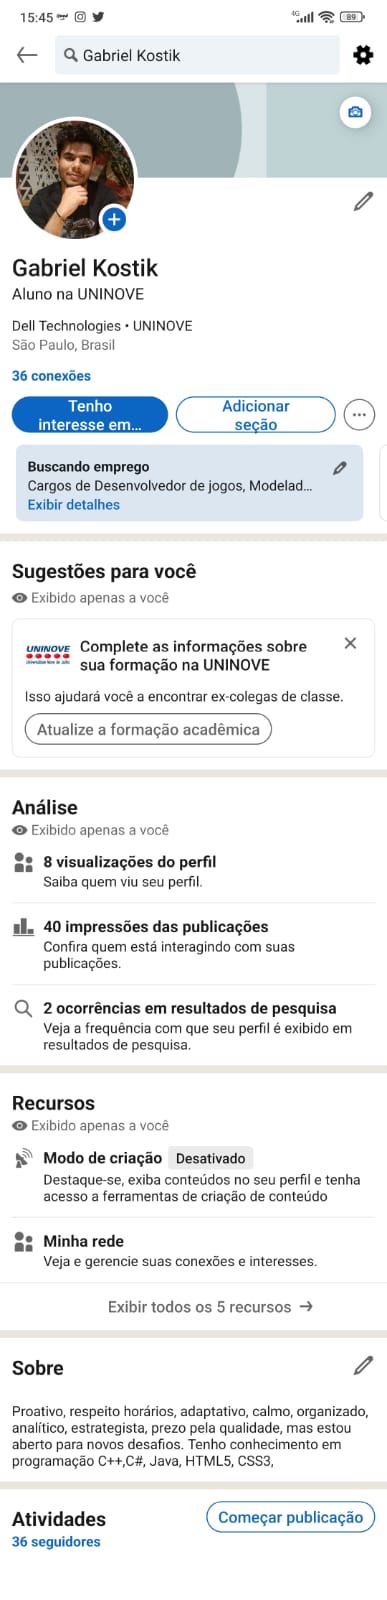 15:45
4G
89
Gabriel Kostik
Gabriel Kostik
Aluno na UNINOVE
Dell Technologies • UNINOVE
São Paulo, Brasil
36 conexões
Tenho
interesse em...
Adicionar
seção
Buscando emprego
Cargos de Desenvolvedor de jogos, Modelad...
Exibir detalhes
Sugestões para você
Exibido apenas a você
UNINOVE
Universidade Nove de Julho
Complete as informações sobre
sua formação na UNINOVE
Isso ajudará você a encontrar ex-colegas de classe.
Atualize a formação acadêmica
Análise
Exibido apenas a você
8 visualizações do perfil
Saiba quem viu seu perfil.
40 impressões das publicações
Confira quem está interagindo com suas
publicações.
2 ocorrências em resultados de pesquisa
Veja a frequência com que seu perfil é exibido em
resultados de pesquisa.
Recursos
Exibido apenas a você
Modo de criação Desativado
Destaque-se, exiba conteúdos no seu perfil e tenha
acesso a ferramentas de criação de conteúdo
Minha rede
Veja e gerencie suas conexões e interesses.
Exibir todos os 5 recursos →
Sobre
Proativo, respeito horários, adaptativo, calmo, organizado,
analítico, estrategista, prezo pela qualidade, mas estou
aberto para novos desafios. Tenho conhecimento em
programação C++,C#, Java, HTML5, CSS3,
Atividades
Começar publicação
36 seguidores